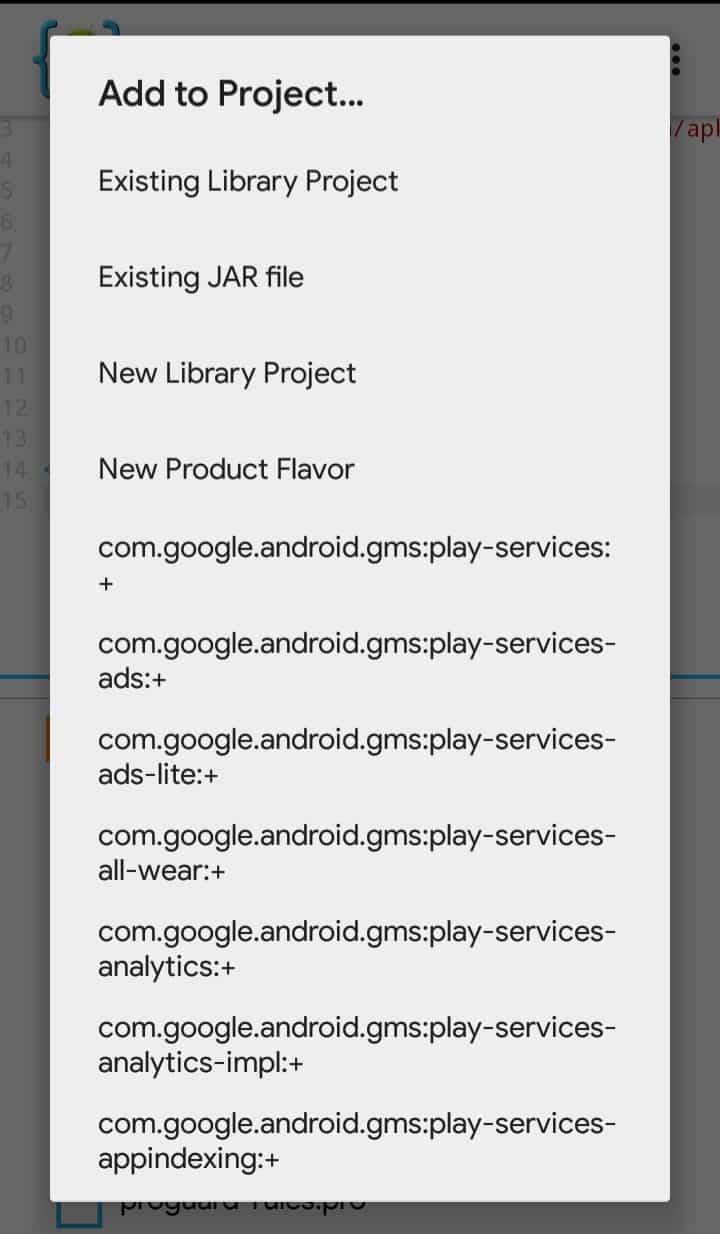 Add to Project...
3
/apk
4
Existing Library Project
5
6
7
8
Existing JAR file
9
10
11
New Library Project
12
13
14
New Product Flavor
15
com.google.android.gms:play-services:
+
com.google.android.gms:play-services-
ads:+
com.google.android.gms:play-services-
ads-lite:+
com.google.android.gms:play-services-
all-wear:+
com.google.android.gms:play-services-
analytics:+
com.google.android.gms:play-services-
analytics-impl:+
com.google.android.gms:play-services-
appindexing:+
proguard-rules.pro